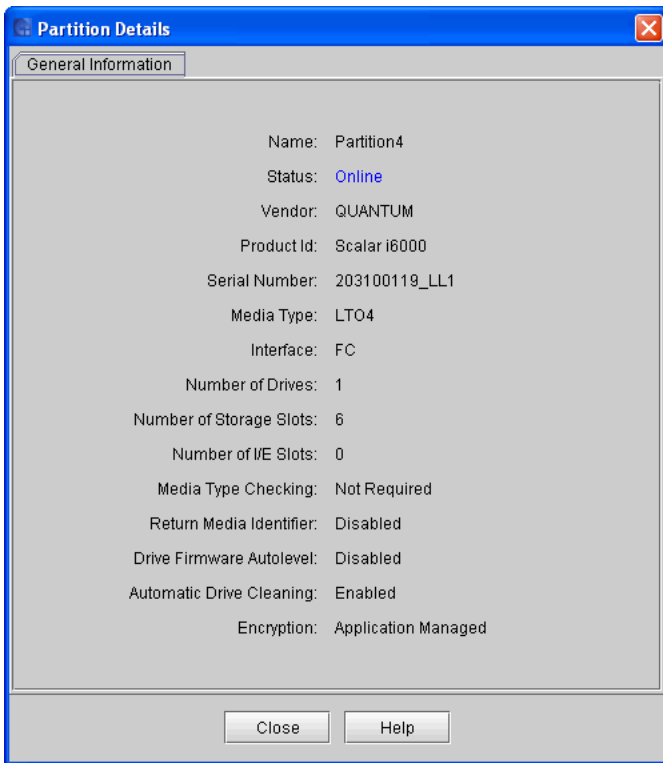 Partition Details
General Information
Name: Partition4
Status: Online
Vendor: QUANTUM
Product Id: Scalar i6000
Serial Number: 203100119_LL1
Media Type: LTO4
Interface: FC
Number of Drives: 1
Number of Storage Slots: 6
Number of I/E Slots: 0
Media Type Checking: Not Required
Return Media Identifier: Disabled
Drive Firmware Autolevel: Disabled
Automatic Drive Cleaning: Enabled
Encryption: Application Managed
Close Help